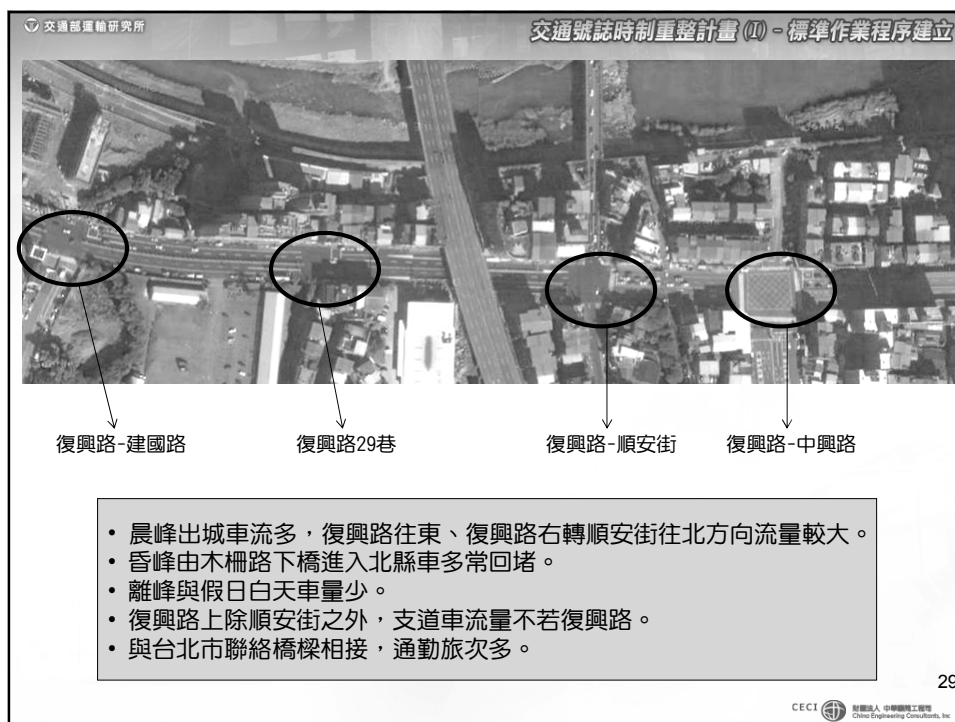 交通部運輸研究所
交通號誌時制重整計畫(I)-標準作業程序建立
復興路-建國路
復興路29巷
復興路-順安街
復興路-中興路
• 晨峰出城車流多，復興路往東、復興路右轉順安街往北方向流量較大。
• 昏峰由木柵路下橋進入北縣車多常回堵。
• 離峰與假日白天車量少。
• 復興路上除順安街之外，支道車流量不若復興路。
• 與台北市聯絡橋樑相接，通勤旅次多。
29
CECI 財團法人 中華顧問工程司
China Engineering Consultants, Inc